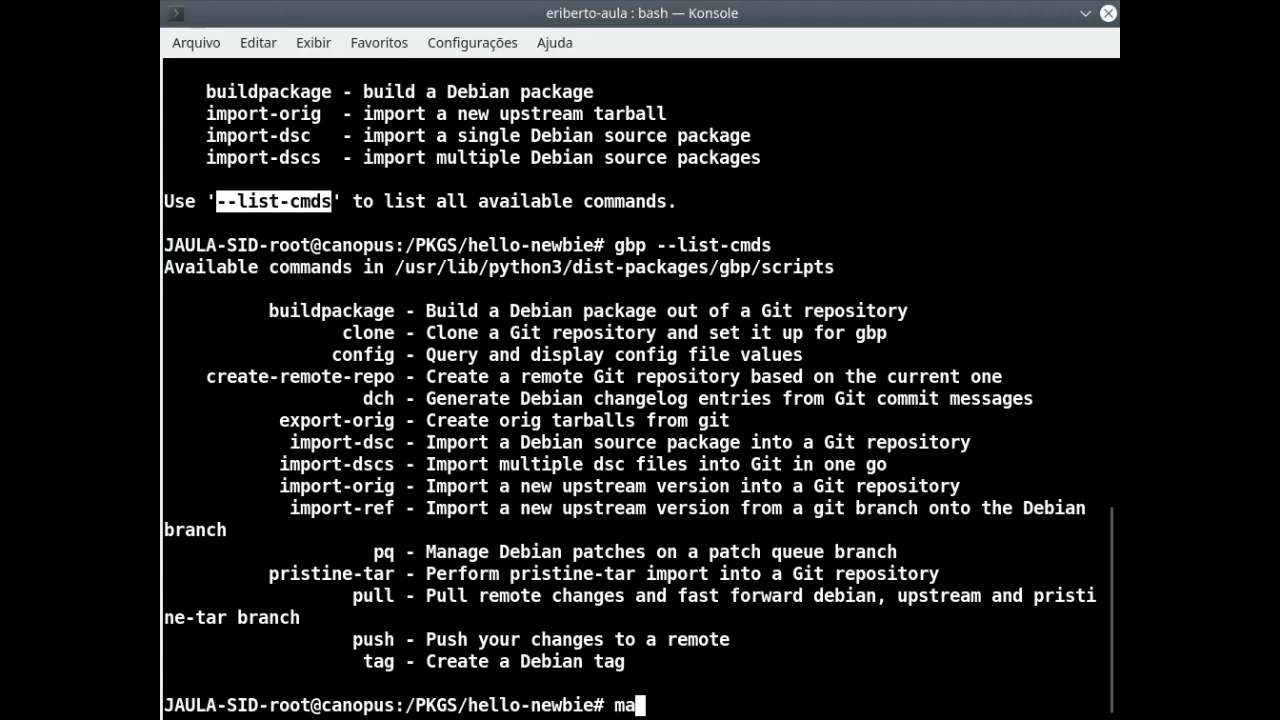 eriberto-aula : bash — Konsole
Arquivo Editar Exibir Favoritos Configurações Ajuda
buildpackage - build a Debian package
import-orig - import a new upstream tarball
import-dsc - import a single Debian source package
import-dscs - import multiple Debian source packages
Use '--list-cmds' to list all available commands.
JAULA-SID-root@canopus:/PKGS/hello-newbie# gbp --list-cmds
Available commands in /usr/lib/python3/dist-packages/gbp/scripts
buildpackage - Build a Debian package out of a Git repository
clone - Clone a Git repository and set it up for gbp
config - Query and display config file values
create-remote-repo - Create a remote Git repository based on the current one
dch - Generate Debian changelog entries from Git commit messages
export-orig - Create orig tarballs from git
import-dsc - Import a Debian source package into a Git repository
import-dscs - Import multiple dsc files into Git in one go
import-orig - Import a new upstream version into a Git repository
import-ref - Import a new upstream version from a git branch onto the Debian
branch
pq - Manage Debian patches on a patch queue branch
pristine-tar - Perform pristine-tar import into a Git repository
pull - Pull remote changes and fast forward debian, upstream and pristi
ne-tar branch
push - Push your changes to a remote
tag - Create a Debian tag
JAULA-SID-root@canopus:/PKGS/hello-newbie# ma